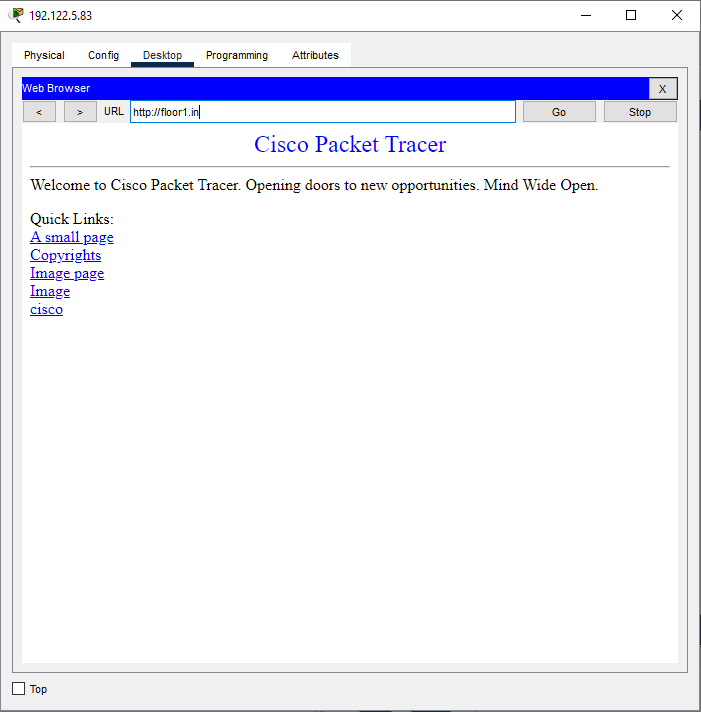 192.122.5.83
Physical Config Desktop Programming Attributes
Web Browser X
< > URL http://floor1.in Go Stop
Cisco Packet Tracer
Welcome to Cisco Packet Tracer. Opening doors to new opportunities. Mind Wide Open.
Quick Links:
A small page
Copyrights
Image page
Image
cisco
Top